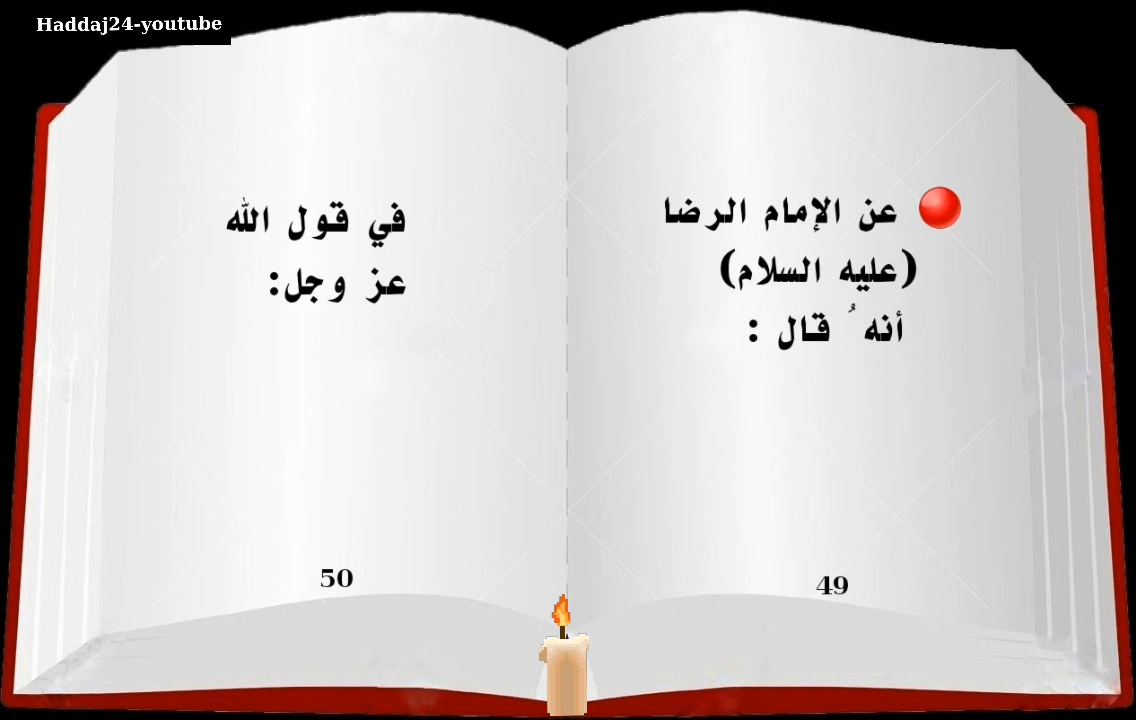 Haddaj24-youtube
عن الإمام الرضا
(عليه السلام)
أنه ُ قال :
49
في قول الله
عز وجل:
50